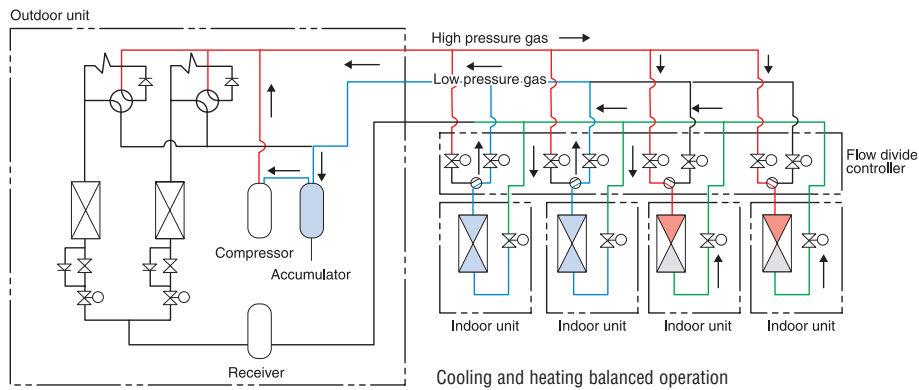 Outdoor unit
High pressure gas
Low pressure gas
Flow divide
controller
Compressor
Accumulator
Receiver
Indoor unit
Indoor unit
Indoor unit
Indoor unit
Cooling and heating balanced operation